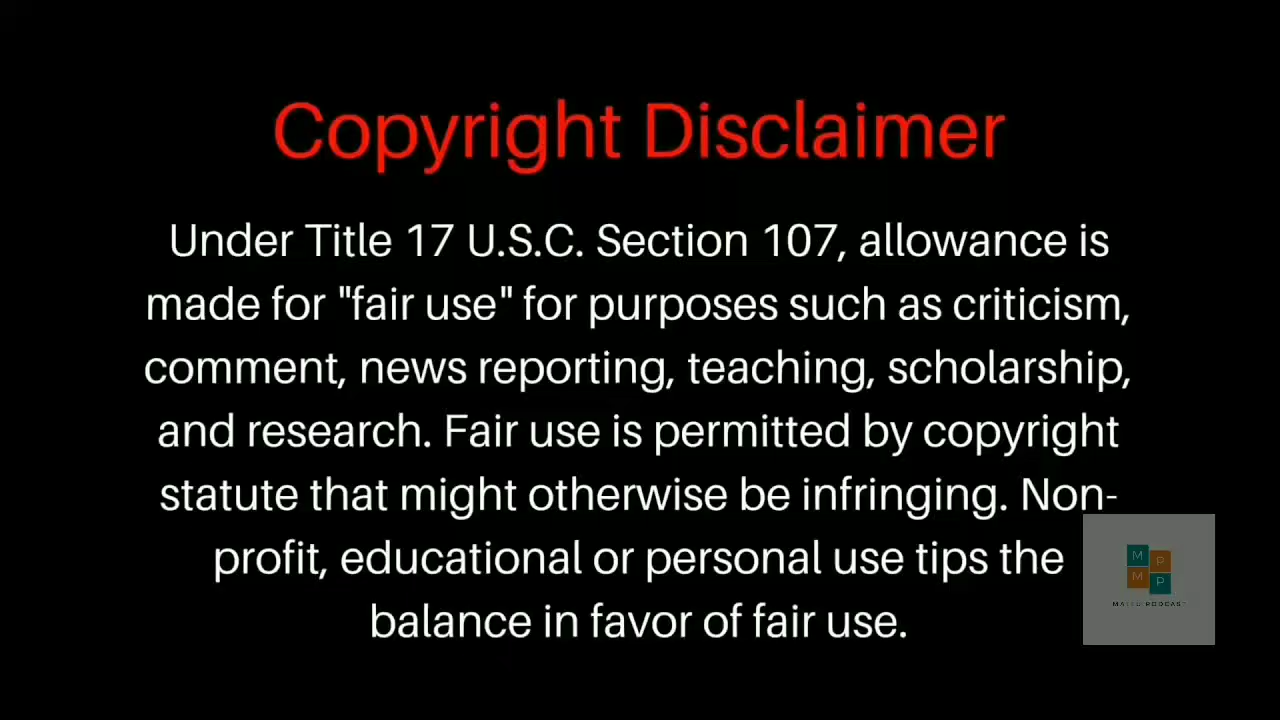 Copyright Disclaimer
Under Title 17 U.S.C. Section 107, allowance is
made for "fair use" for purposes such as criticism,
comment, news reporting, teaching, scholarship,
and research. Fair use is permitted by copyright
statute that might otherwise be infringing. Non-
profit, educational or personal use tips the
balance in favor of fair use.
M P
M P
PODCAST